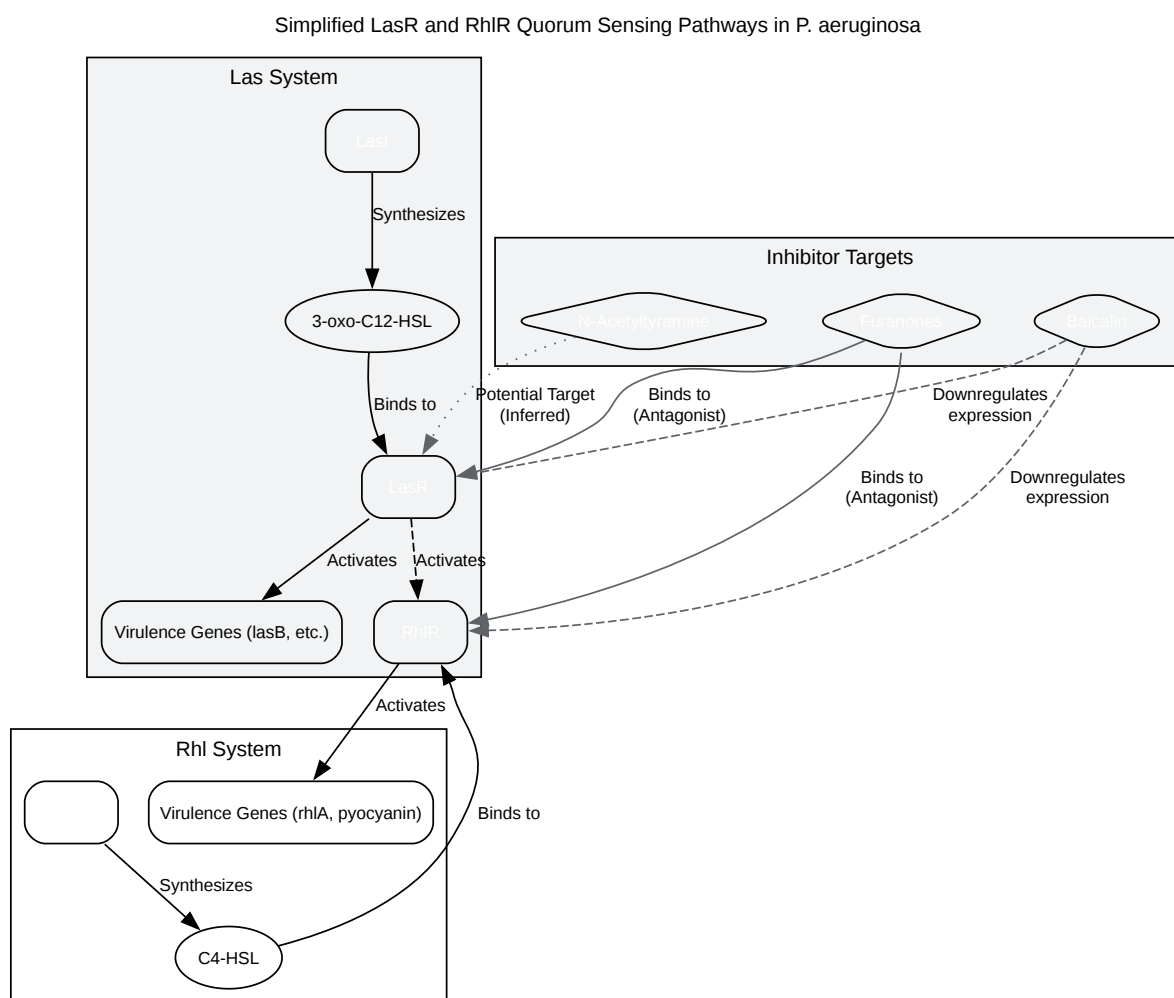 Simplified LasR and RhlR Quorum Sensing Pathways in P. aeruginosa
Las System
LasI
Synthesizes
Inhibitor Targets
3-oxo-C12-HSL
N-Acetyltyramine
Furanones
Baicalin
Binds to
Potential Target
(Inferred)
Binds to
(Antagonist)
Downregulates
expression
LasR
Binds to
(Antagonist)
Downregulates
expression
Activates
Activates
Virulence Genes (lasB, etc.)
RhlR
Activates
Rhl System
Virulence Genes (rhlA, pyocyanin)
Binds to
Synthesizes
C4-HSL